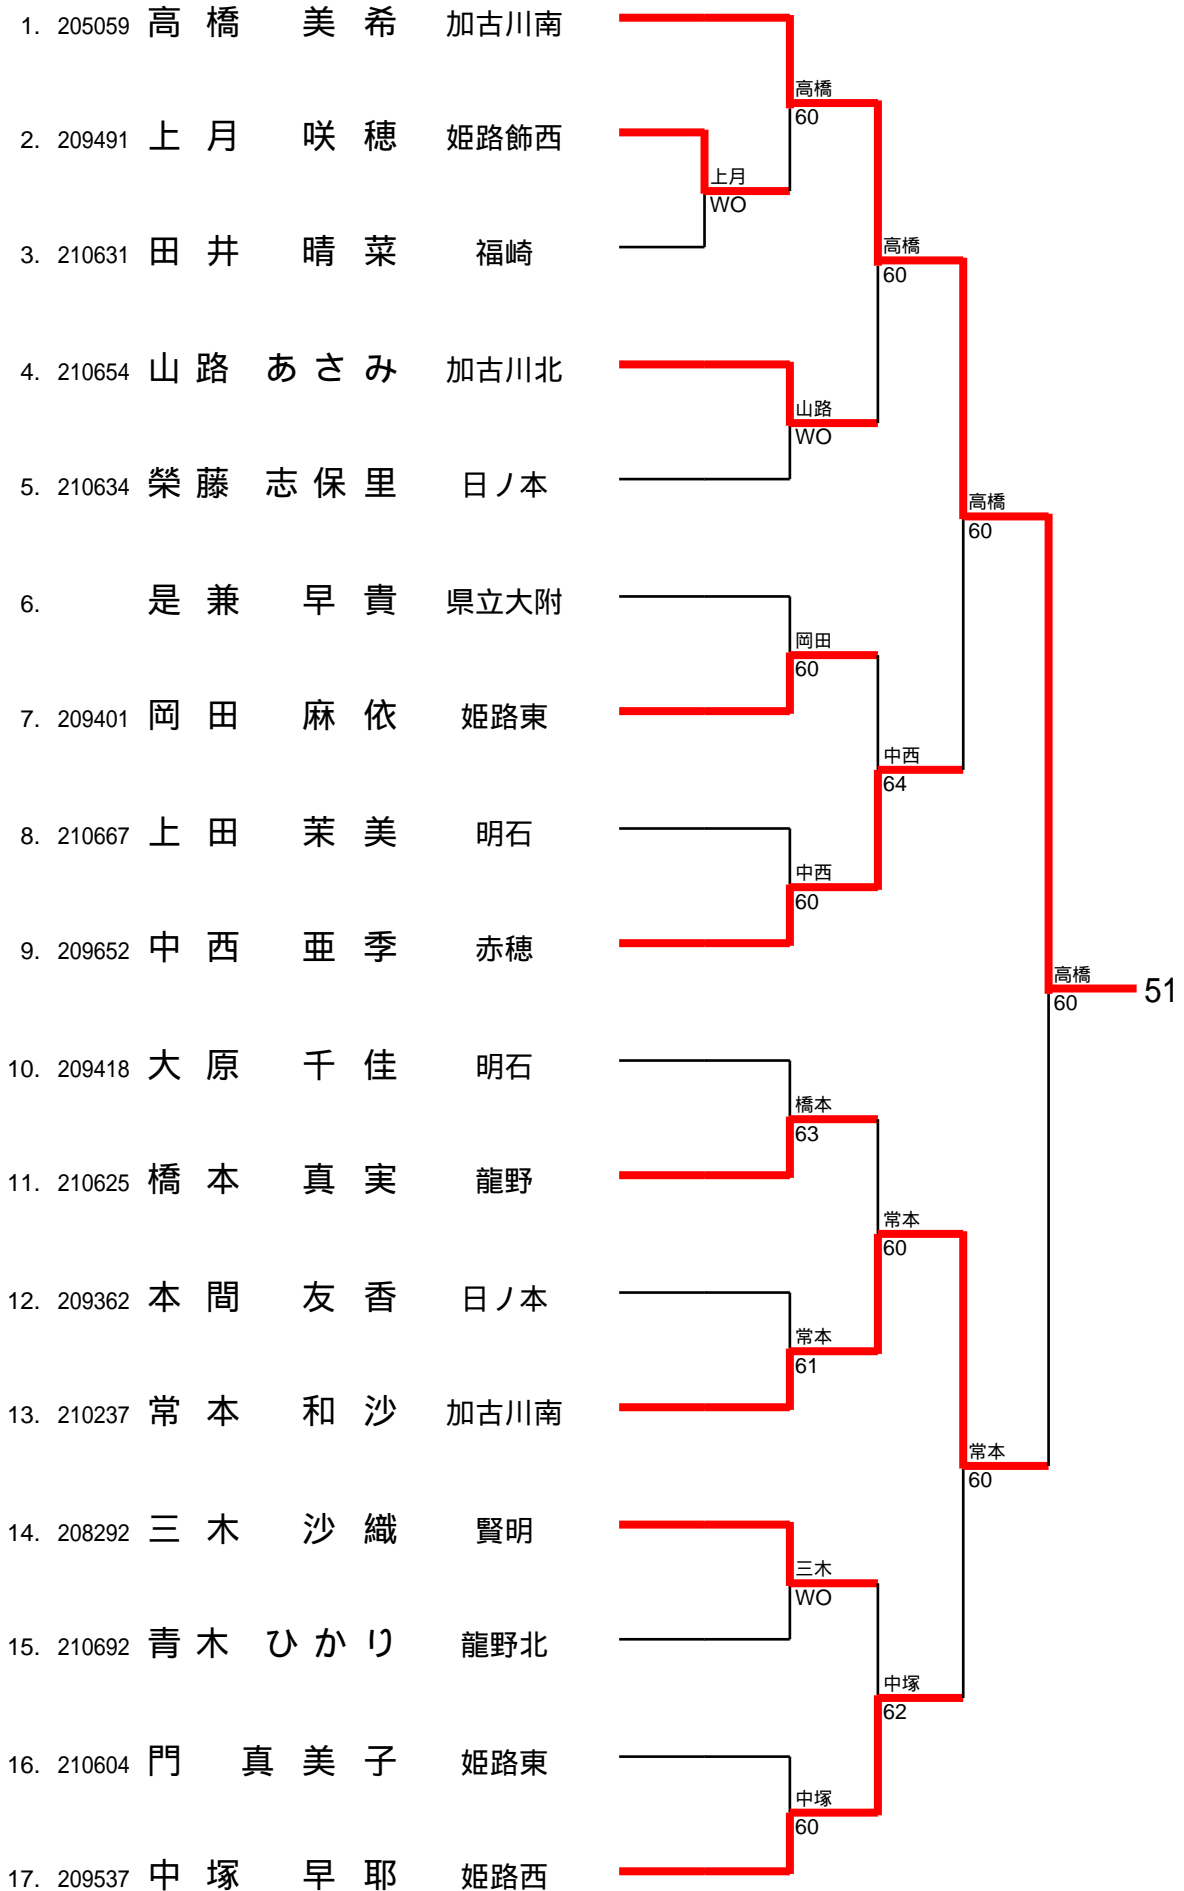 1. 205059 高橋 美希 加古川南
高橋
60
2. 209491 上月 咲穂 姫路飾西
上月
WO
3. 210631 田井 晴菜 福崎
高橋
60
4. 210654 山路 あさみ 加古川北
山路
WO
5. 210634 榮藤 志保里 日ノ本
高橋
60
6. 是兼 早貴 県立大附
岡田
60
7. 209401 岡田 麻依 姫路東
中西
64
8. 210667 上田 茉美 明石
中西
60
9. 209652 中西 亜季 赤穂
高橋
60
51
10. 209418 大原 千佳 明石
橋本
63
11. 210625 橋本 真実 龍野
常本
60
12. 209362 本間 友香 日ノ本
常本
61
13. 210237 常本 和沙 加古川南
常本
60
14. 208292 三木 沙織 賢明
三木
WO
15. 210692 青木 ひかり 龍野北
中塚
62
16. 210604 門 真美子 姫路東
中塚
60
17. 209537 中塚 早耶 姫路西